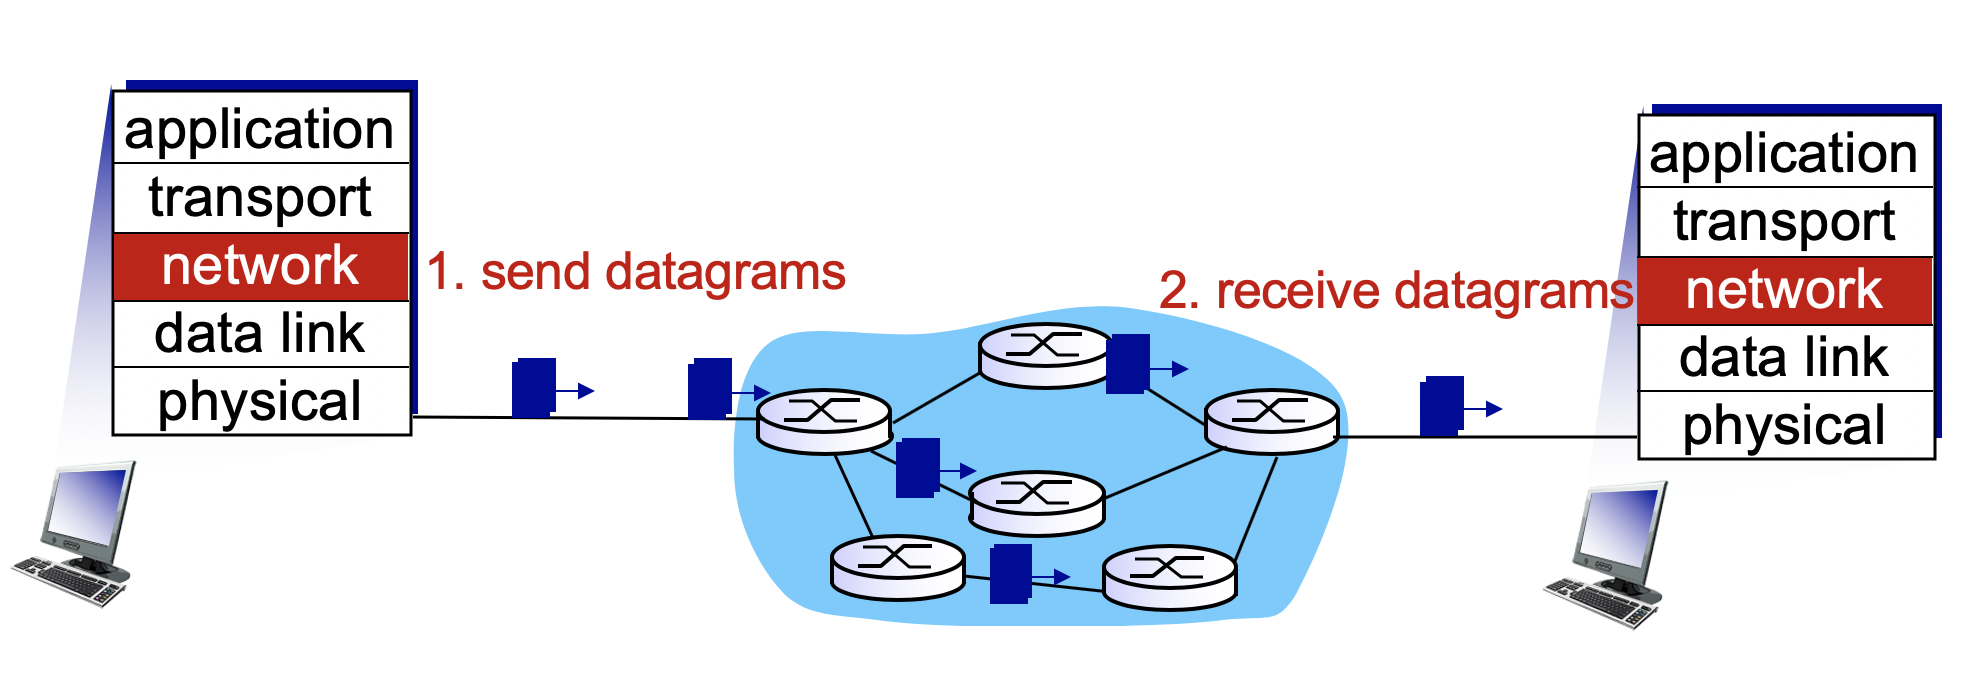 application
transport
network
data link
physical
1. send datagrams
2. receive datagrams
application
transport
network
data link
physical